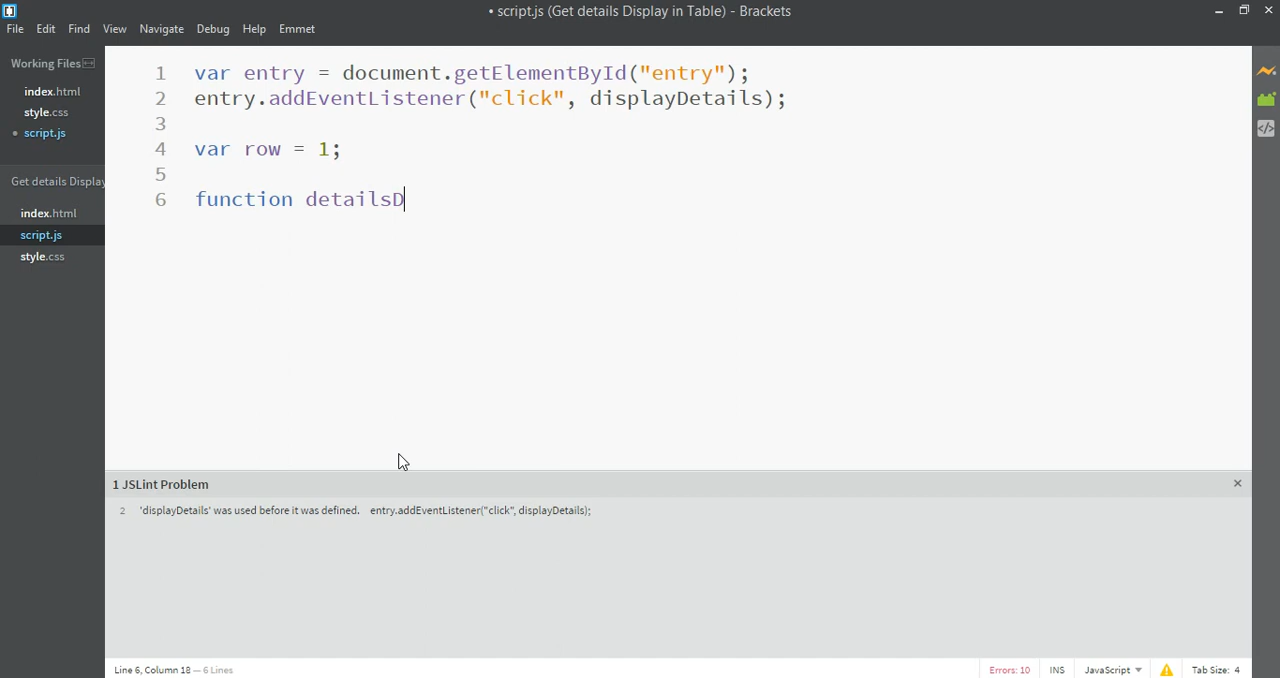 • script.js (Get details Display in Table) - Brackets
File Edit Find View Navigate Debug Help Emmet
Working Files
index.html
style.css
• script.js
Get details Display
index.html
script.js
style.css
1 var entry = document.getElementById("entry");
2 entry.addEventListener("click", displayDetails);
3
4 var row = 1;
5
6 function detailsD
1 JSLint Problem
2 'displayDetails' was used before it was defined. entry.addEventListener("click", displayDetails);
Line 6, Column 18 — 6 Lines
Errors: 10 INS JavaScript Tab Size: 4